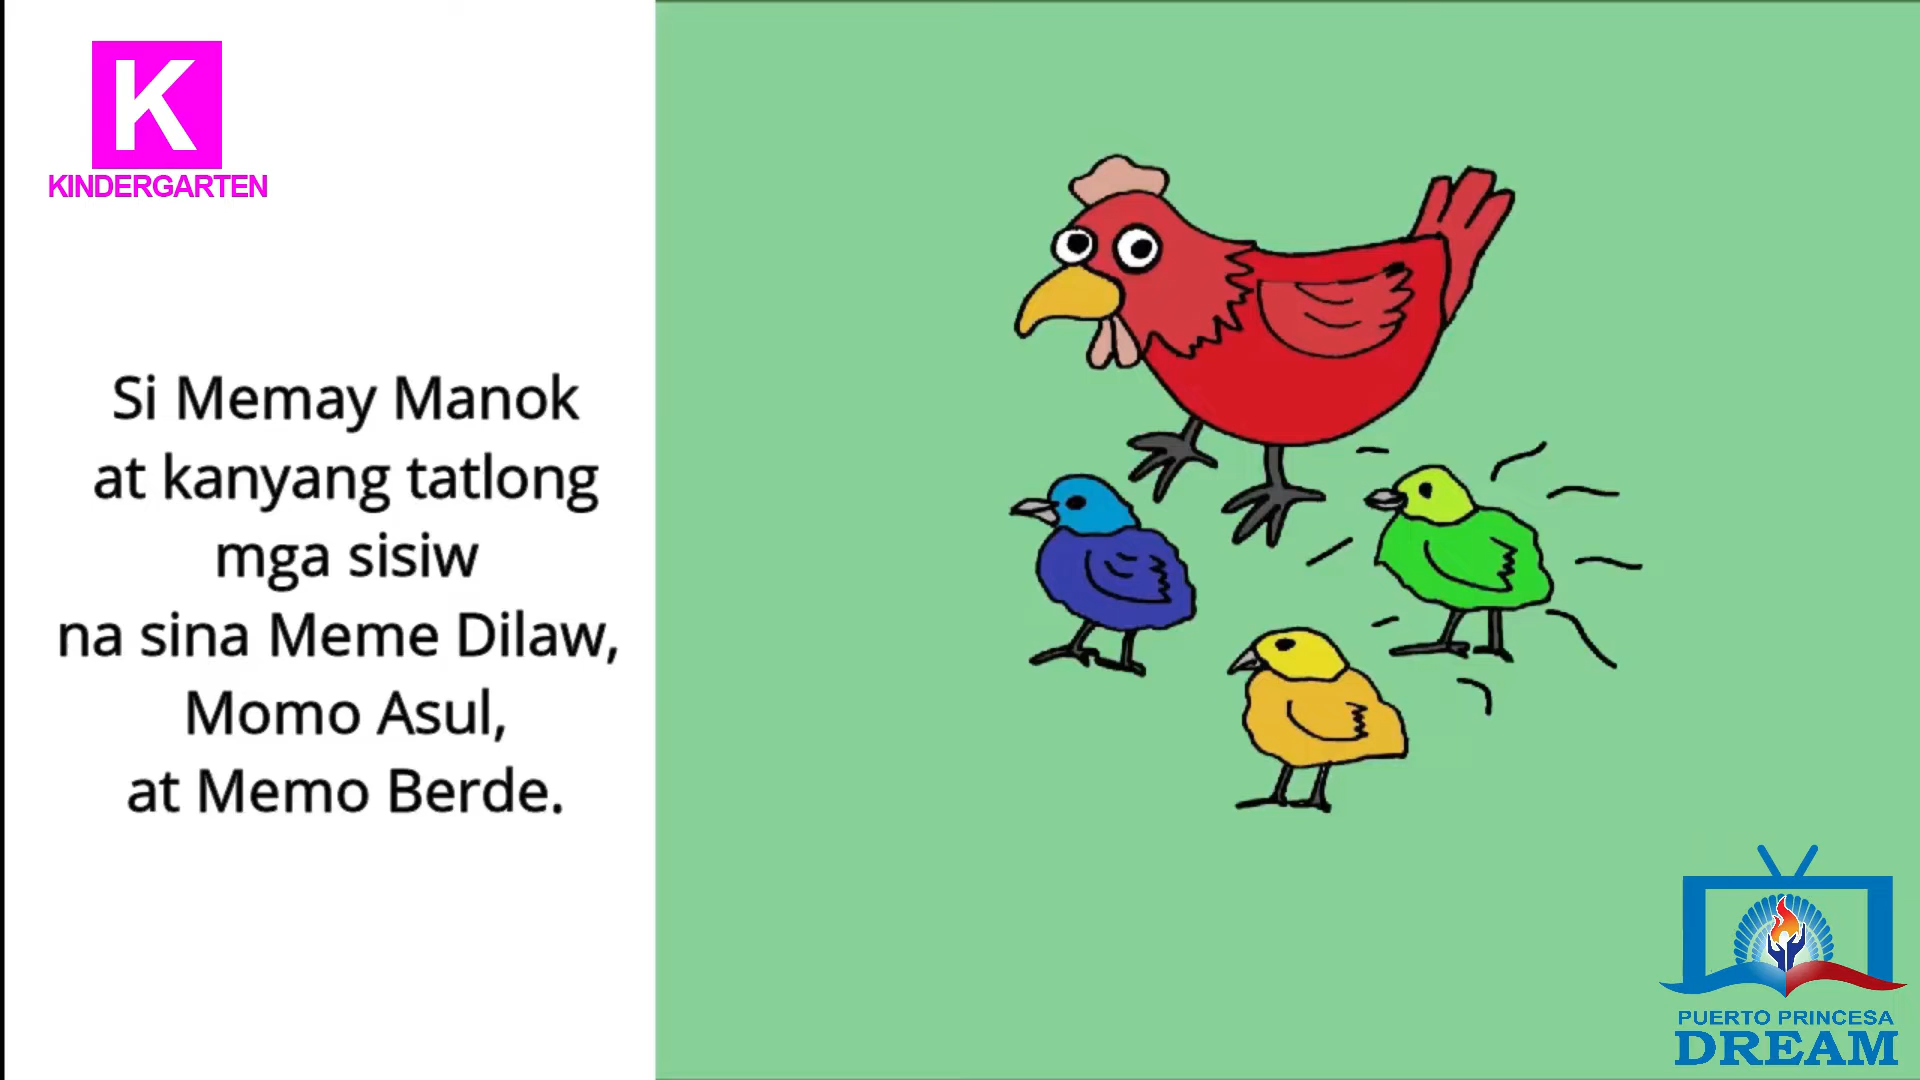 K
KINDERGARTEN
Si Memay Manok
at kanyang tatlong
mga sisiw
na sina Meme Dilaw,
Momo Asul,
at Memo Berde.
PUERTO PRINCESA
DREAM